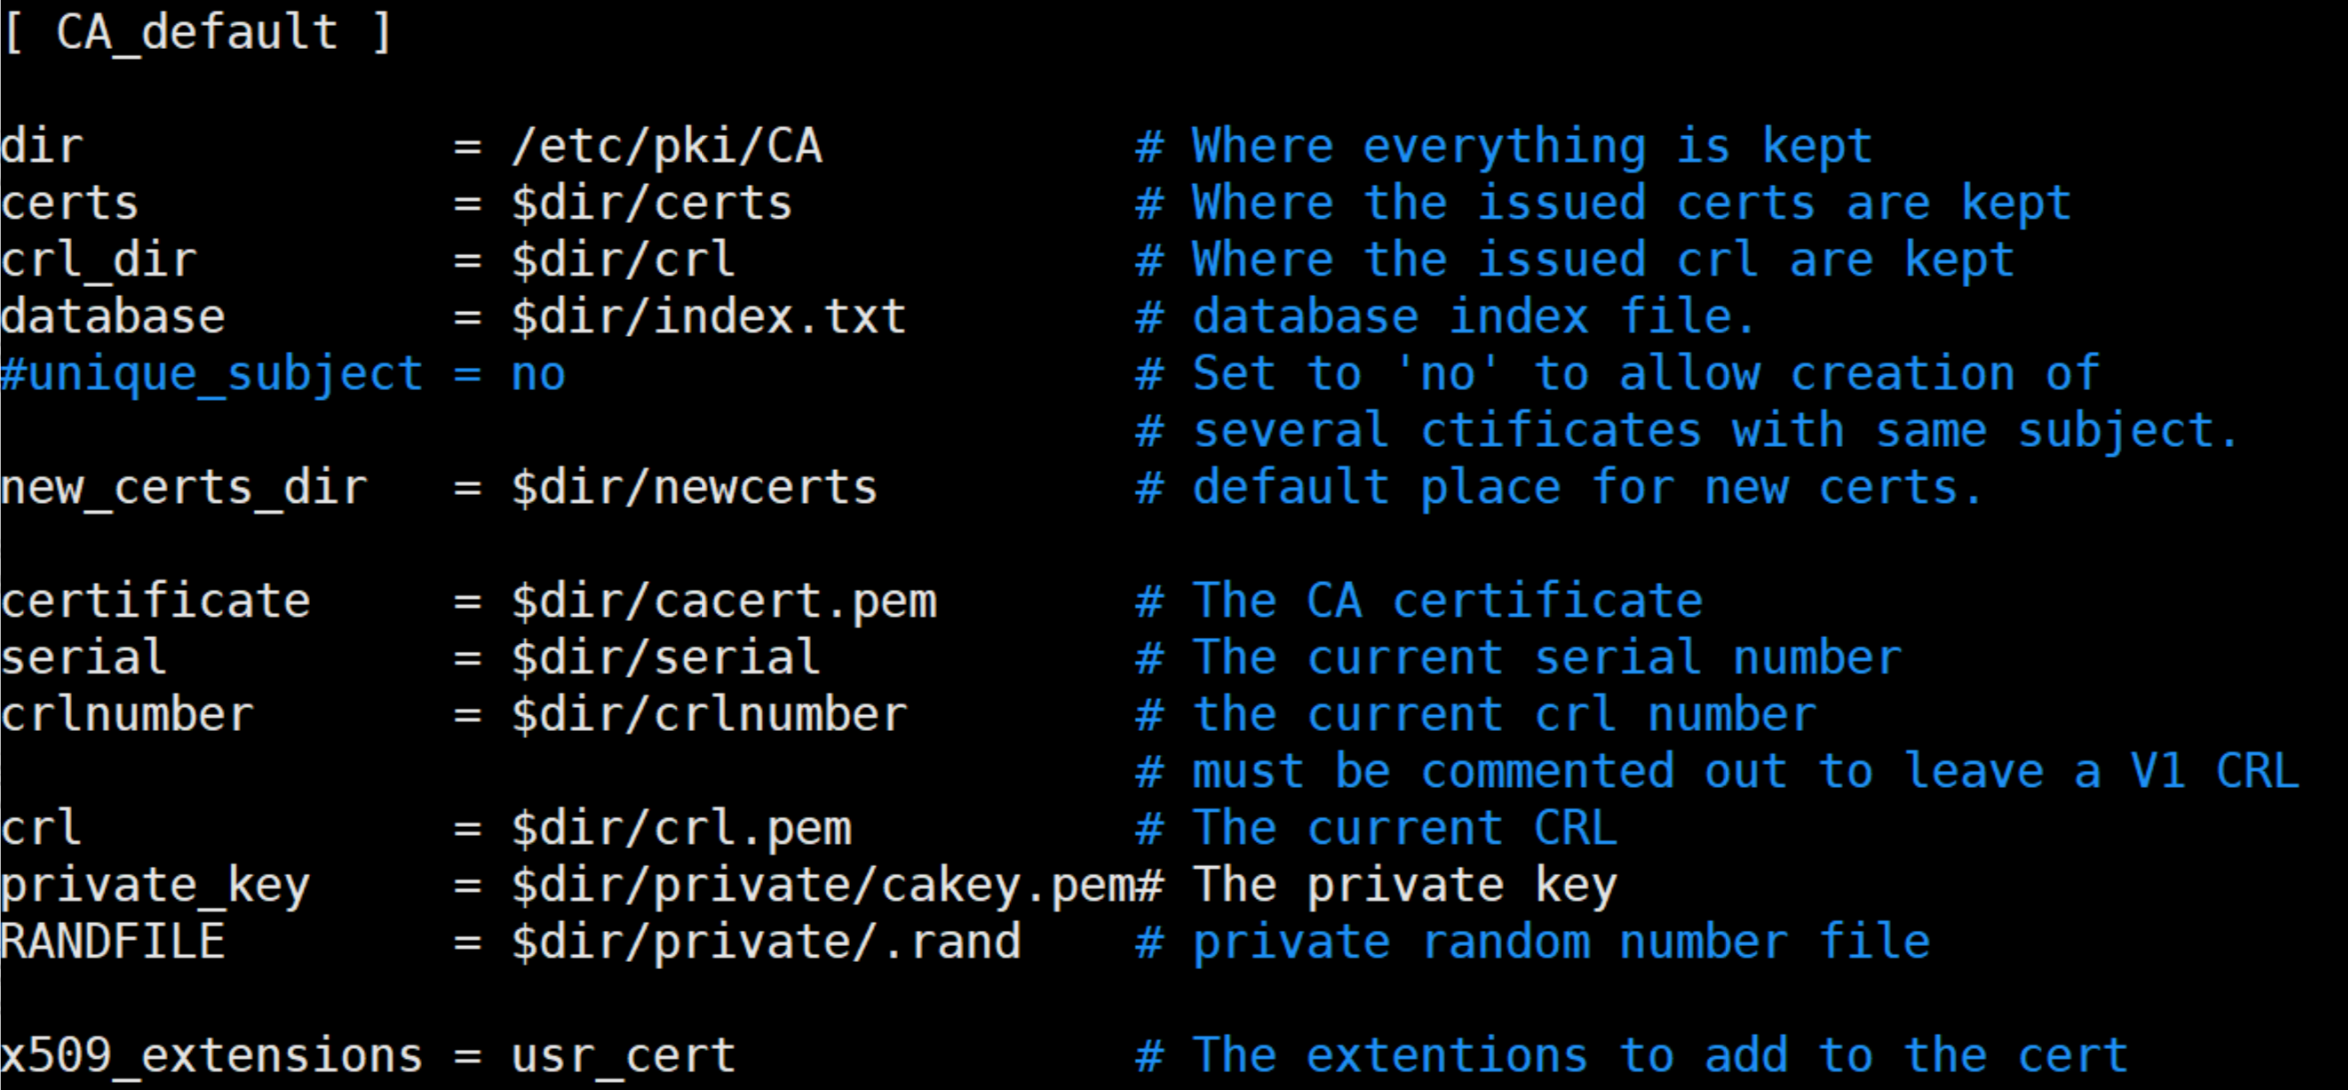 [ CA_default ]
dir             = /etc/pki/CA           # Where everything is kept
certs           = $dir/certs            # Where the issued certs are kept
crl_dir         = $dir/crl              # Where the issued crl are kept
database        = $dir/index.txt        # database index file.
#unique_subject = no                    # Set to 'no' to allow creation of
                                        # several ctificates with same subject.
new_certs_dir   = $dir/newcerts         # default place for new certs.
certificate     = $dir/cacert.pem       # The CA certificate
serial          = $dir/serial           # The current serial number
crlnumber       = $dir/crlnumber        # the current crl number
                                        # must be commented out to leave a V1 CRL
crl             = $dir/crl.pem          # The current CRL
private_key     = $dir/private/cakey.pem# The private key
RANDFILE        = $dir/private/.rand    # private random number file
x509_extensions = usr_cert              # The extentions to add to the cert